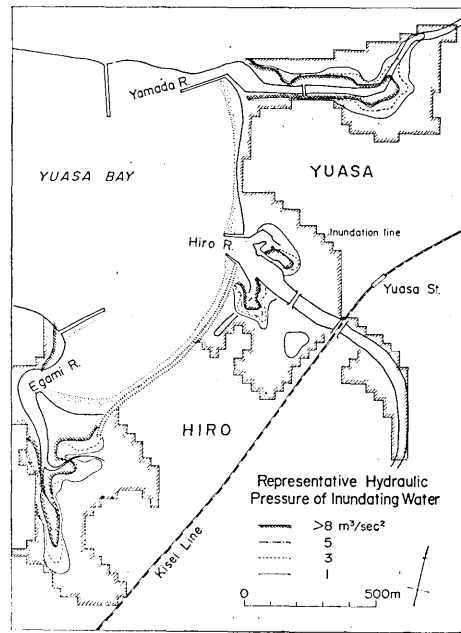 Yamada R.
YUASA BAY
YUASA
Inundation line
Hiro R.
Yuasa St.
Egami R.
HIRO
Kisei Line
Representative Hydraulic
Pressure of Inundating Water
>8 m³/sec²
5
3
1
0 500m